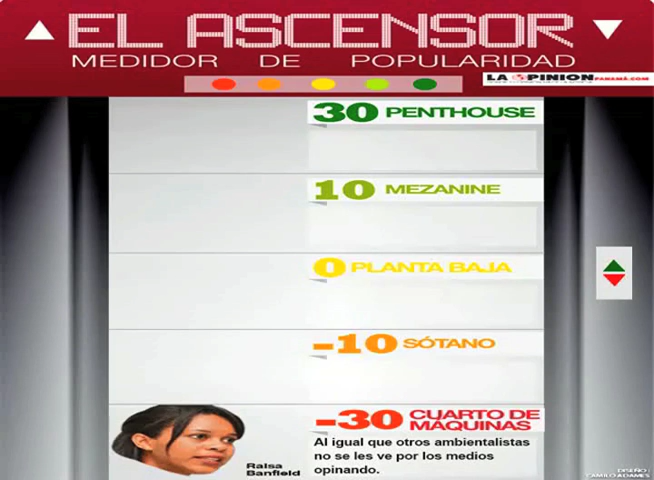 EL ASCENSOR
MEDIDOR DE POPULARIDAD
LA OPINION PANAMÁ.COM
30 PENTHOUSE
10 MEZANINE
0 PLANTA BAJA
-10 SÓTANO
-30 CUARTO DE
MÁQUINAS
Al igual que otros ambientalistas
no se les ve por los medios
opinando.
Raisa
Banfield
DISEÑO:
CAMILO ADAMES